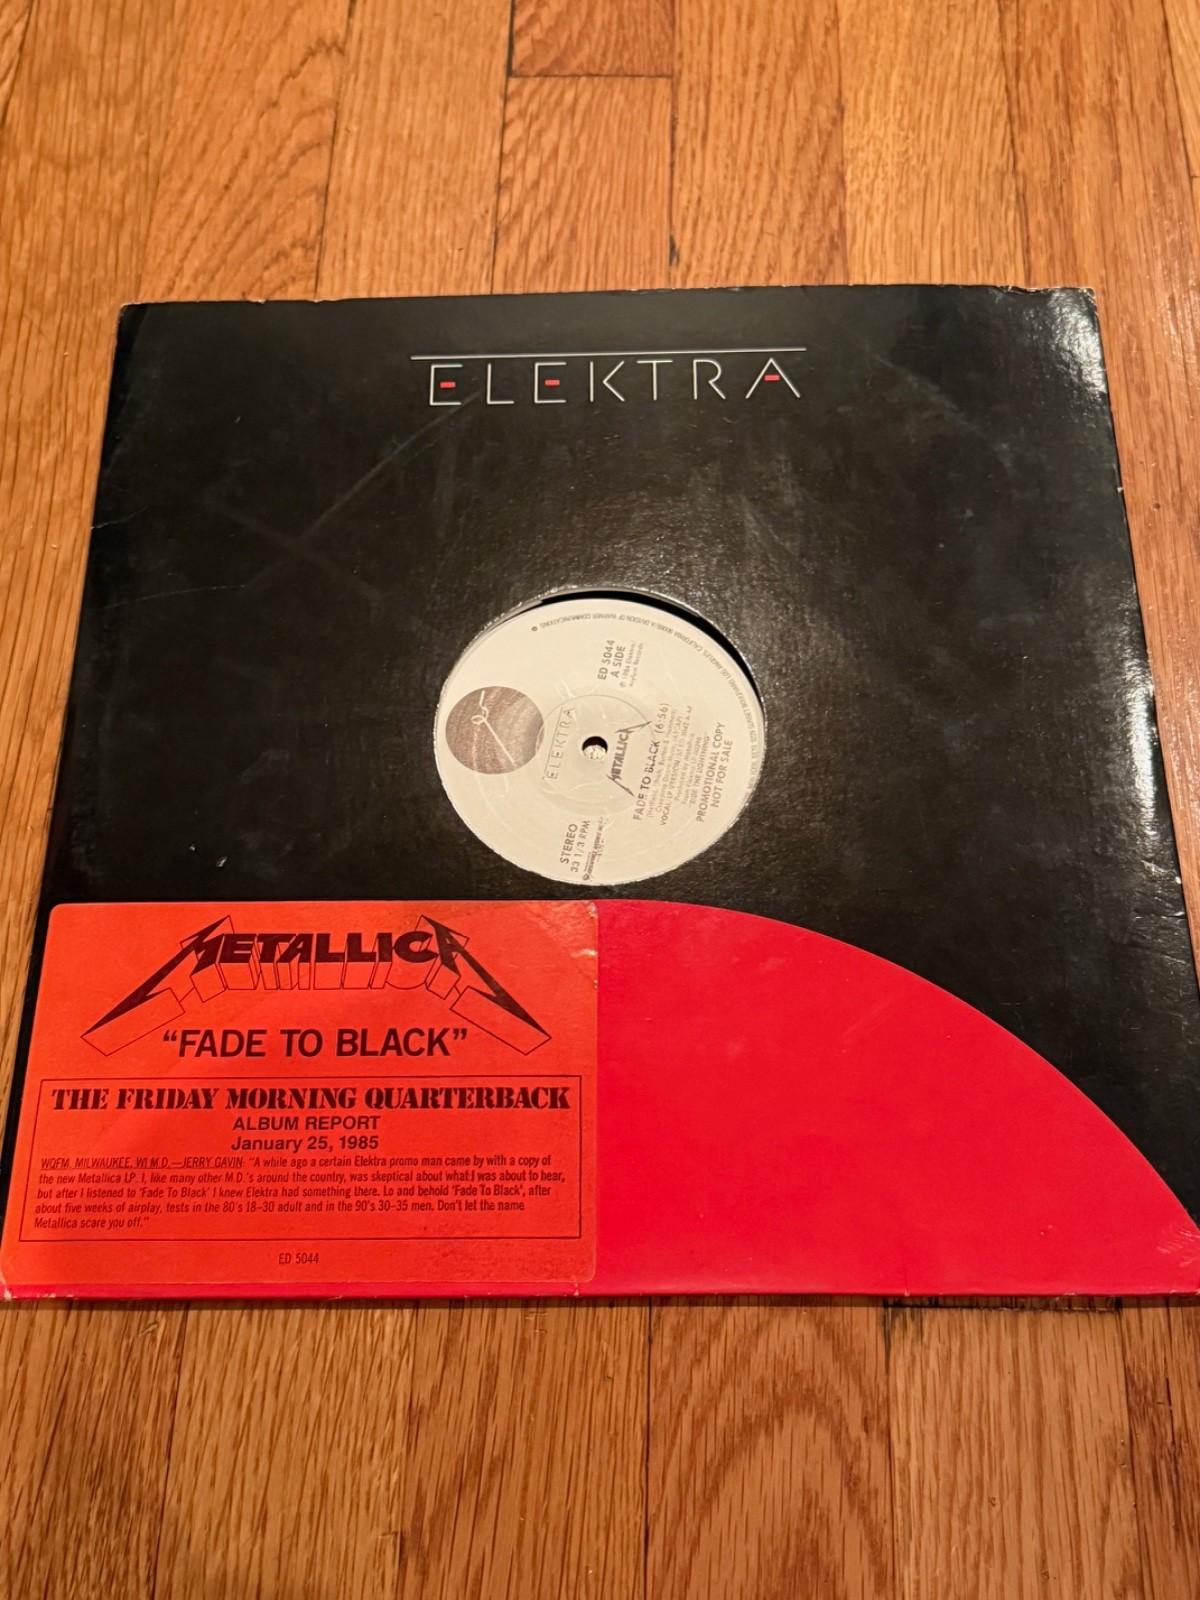 ELEKTRA
ED 5044
A SIDE
ELEKTRA
METALLICA
FADE TO BLACK (6:56)
PROMOTIONAL COPY
NOT FOR SALE
STEREO
33 1/3 RPM
METALLICA
"FADE TO BLACK"
THE FRIDAY MORNING QUARTERBACK
ALBUM REPORT
January 25, 1985
WQFM, MILWAUKEE, WI M.D.—JERRY GAVIN: "A while ago a certain Elektra promo man came by with a copy of
the new Metallica LP. I, like many other M.D.'s around the country, was skeptical about what I was about to hear,
but after I listened to 'Fade To Black' I knew Elektra had something there. Lo and behold 'Fade To Black', after
about five weeks of airplay, tests in the 80's 18-30 adult and in the 90's 30-35 men. Don't let the name
Metallica scare you off."
ED 5044